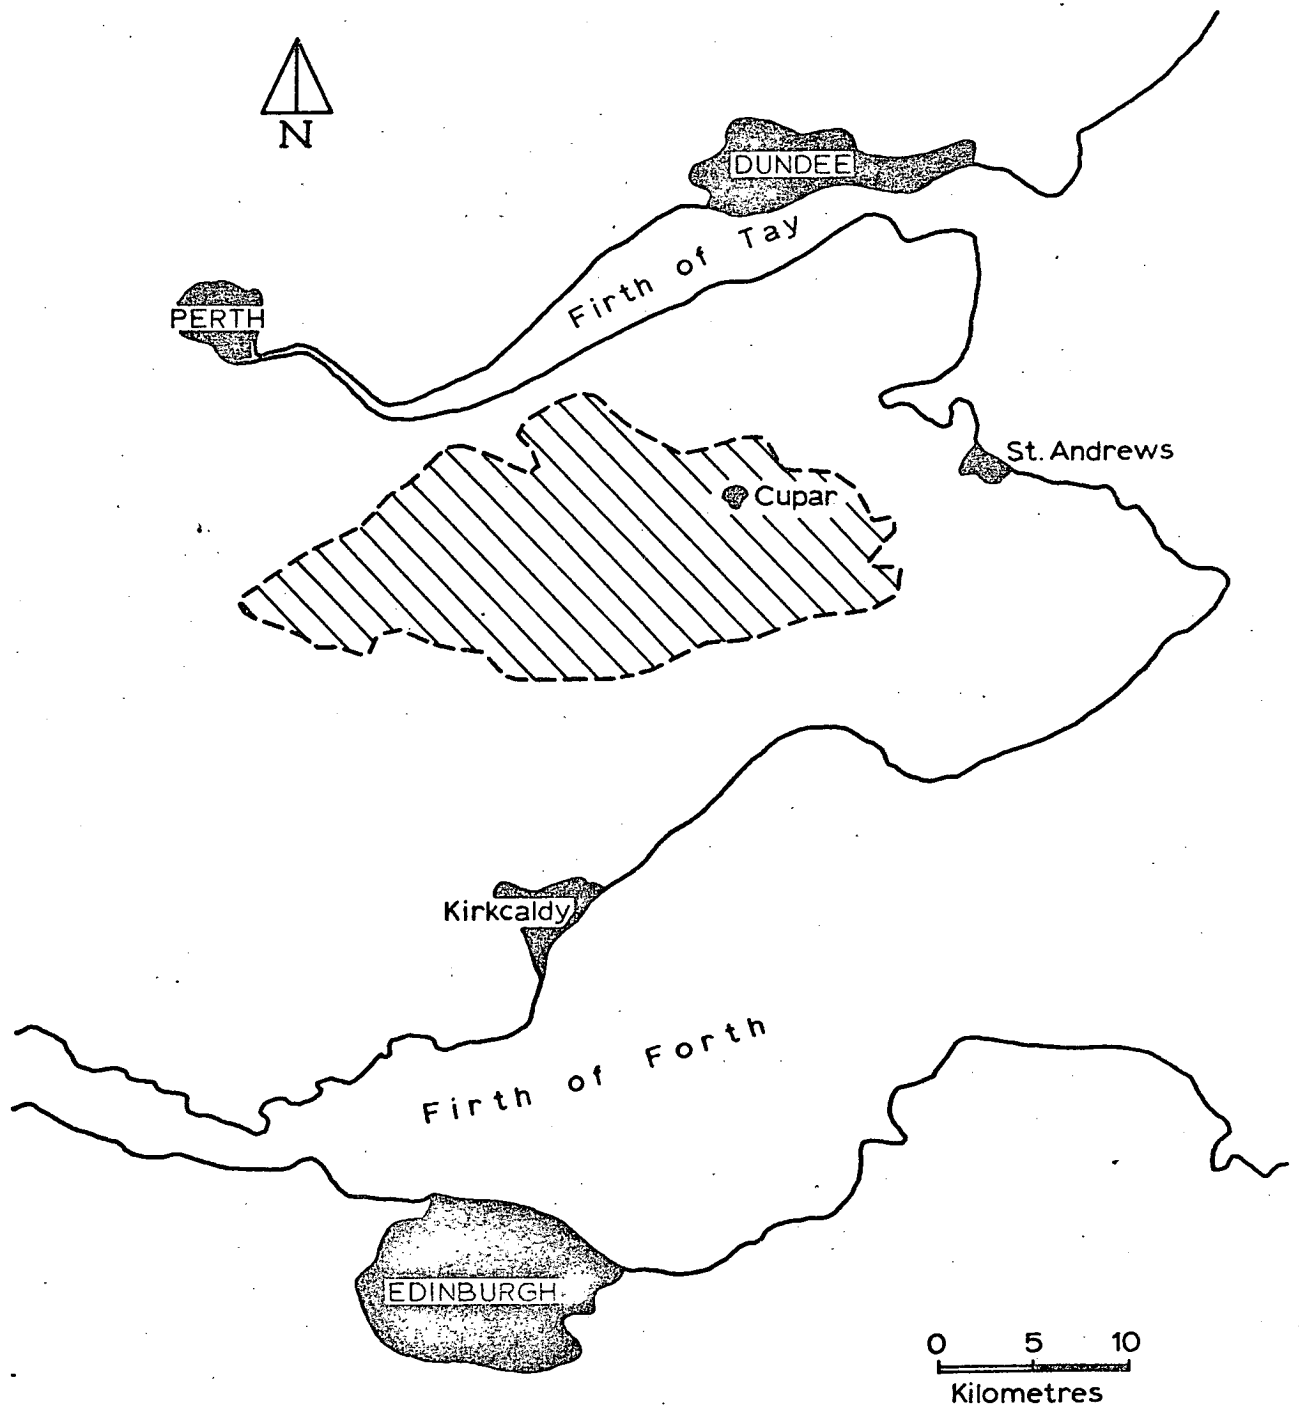 N
DUNDEE
Firth of Tay
PERTH
St. Andrews
Cupar
Kirkcaldy
Firth of Forth
EDINBURGH
0 5 10
Kilometres